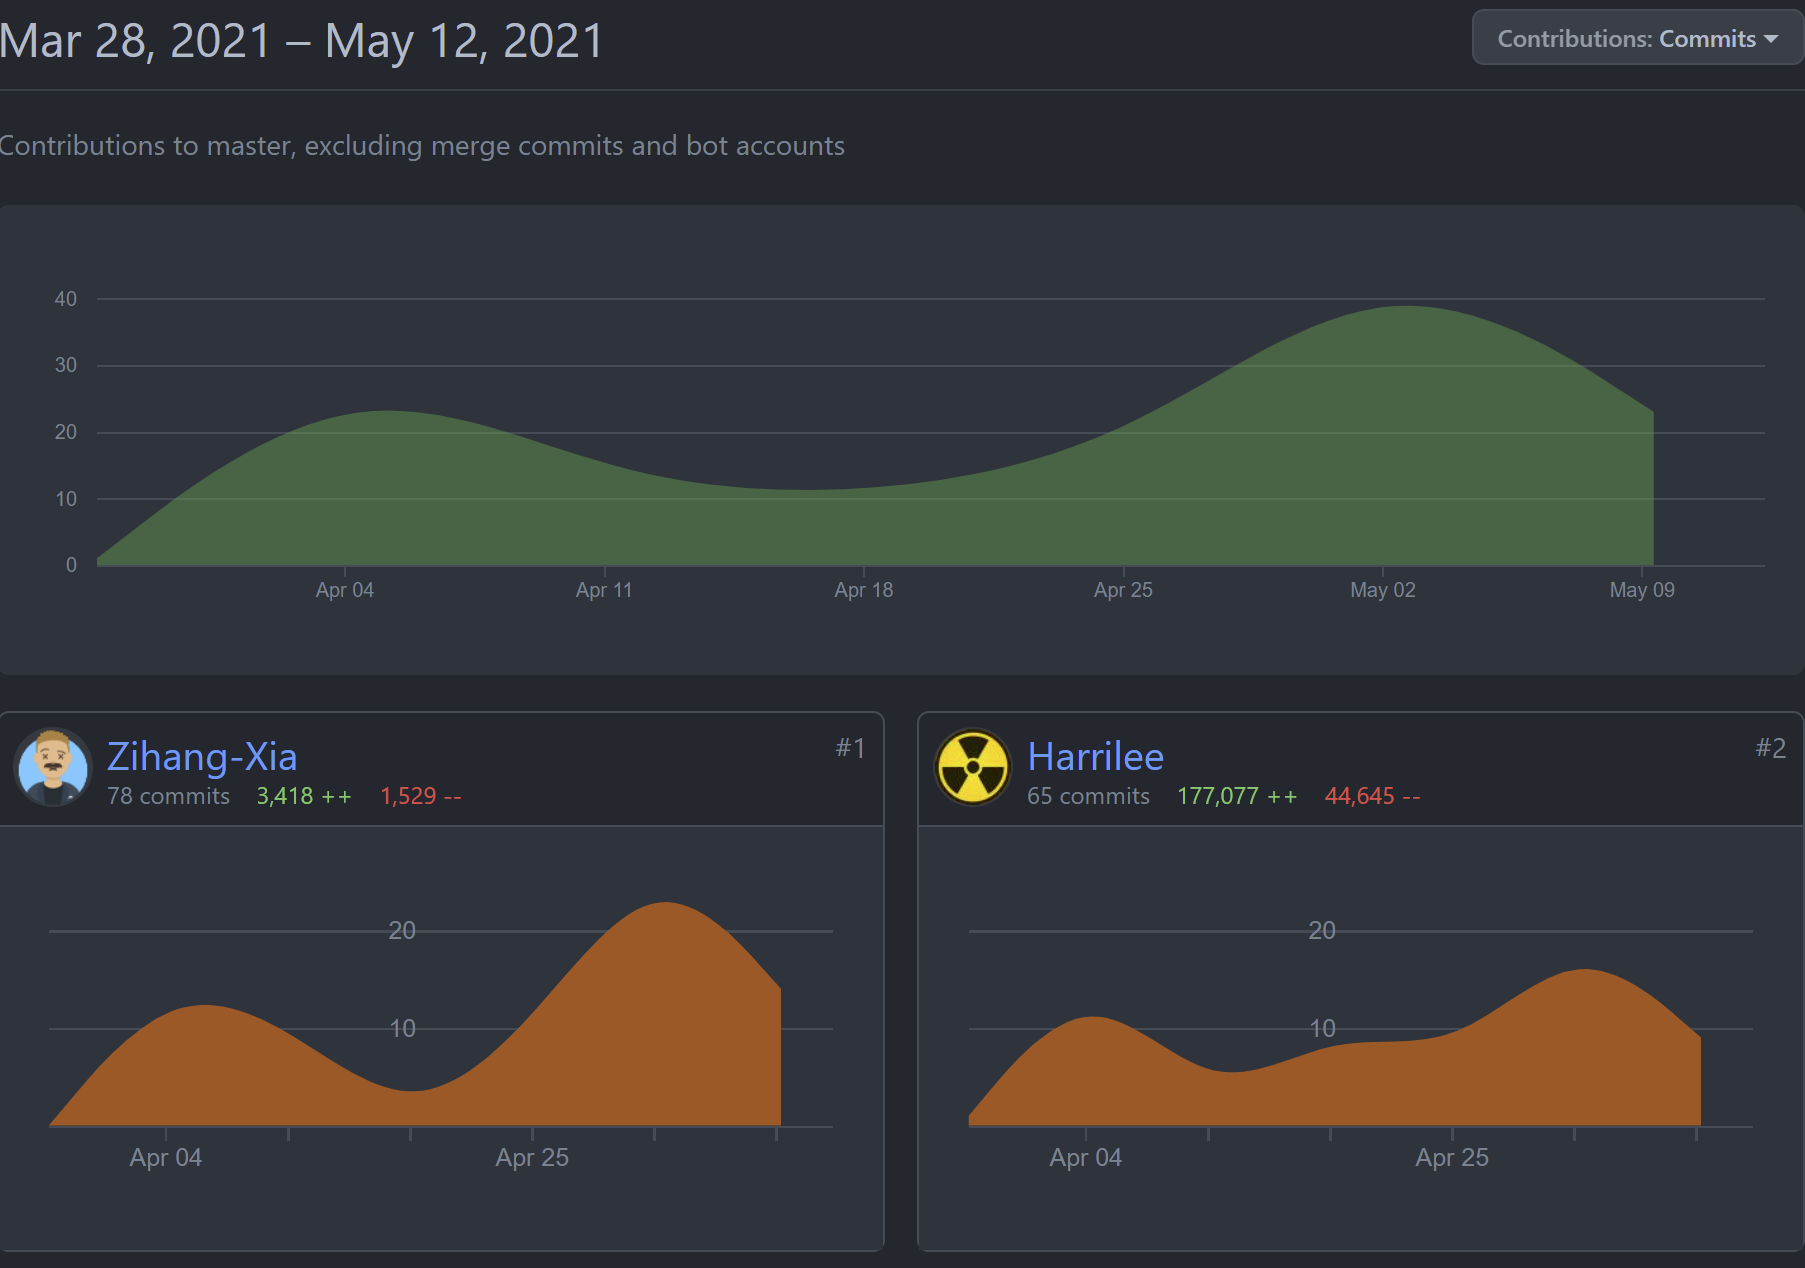 Mar 28, 2021 – May 12, 2021
Contributions: Commits
Contributions to master, excluding merge commits and bot accounts
40
30
20
10
0
Apr 04 Apr 11 Apr 18 Apr 25 May 02 May 09
Zihang-Xia
#1
78 commits 3,418 ++ 1,529 --
20
10
Apr 04 Apr 25
Harrilee
#2
65 commits 177,077 ++ 44,645 --
20
10
Apr 04 Apr 25